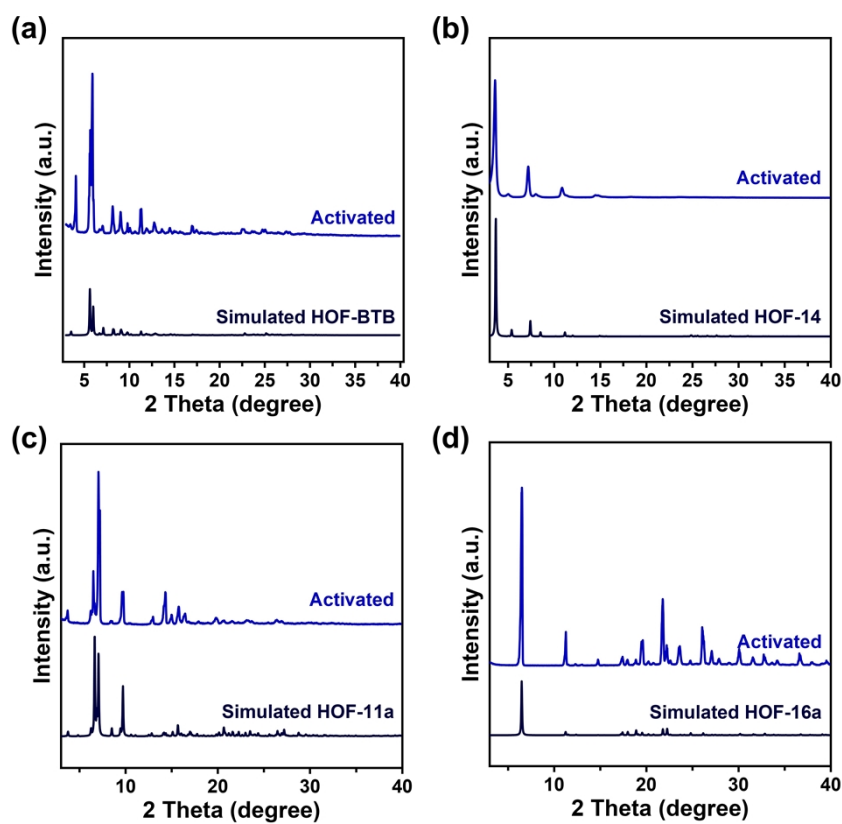 (a)
Intensity (a.u.)
Activated
Simulated HOF-BTB
5 10 15 20 25 30 35 40
2 Theta (degree)
(b)
Intensity (a.u.)
Activated
Simulated HOF-14
5 10 15 20 25 30 35 40
2 Theta (degree)
(c)
Intensity (a.u.)
Activated
Simulated HOF-11a
10 20 30 40
2 Theta (degree)
(d)
Intensity (a.u.)
Activated
Simulated HOF-16a
10 20 30 40
2 Theta (degree)